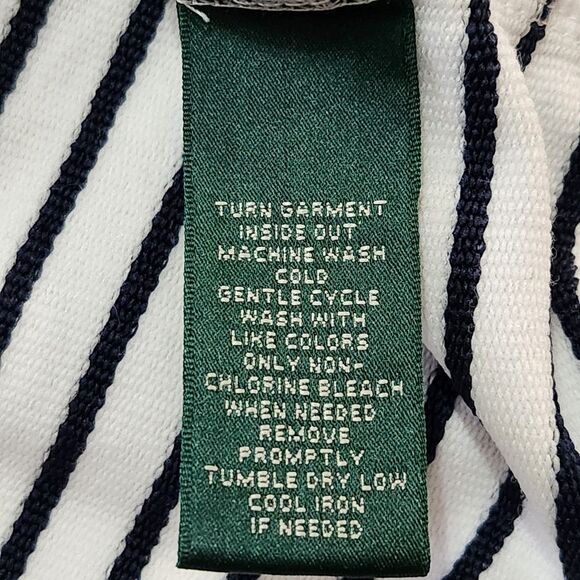 TURN GARMENT
INSIDE OUT
MACHINE WASH
COLD
GENTLE CYCLE
WASH WITH
LIKE COLORS
ONLY NON-
CHLORINE BLEACH
WHEN NEEDED
REMOVE
PROMPTLY
TUMBLE DRY LOW
COOL IRON
IF NEEDED